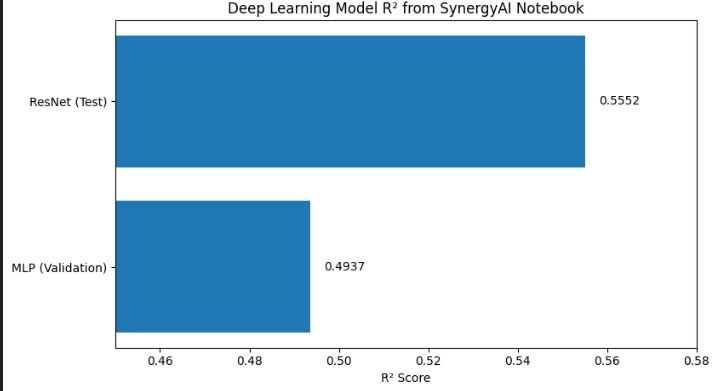 Deep Learning Model R² from SynergyAI Notebook
ResNet (Test)
0.5552
MLP (Validation)
0.4937
0.46 0.48 0.50 0.52 0.54 0.56 0.58
R² Score